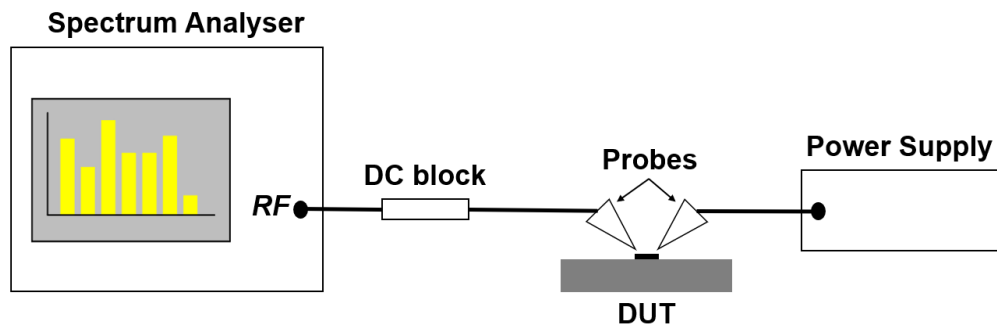 Spectrum Analyser
RF
DC block
Probes
Power Supply
DUT